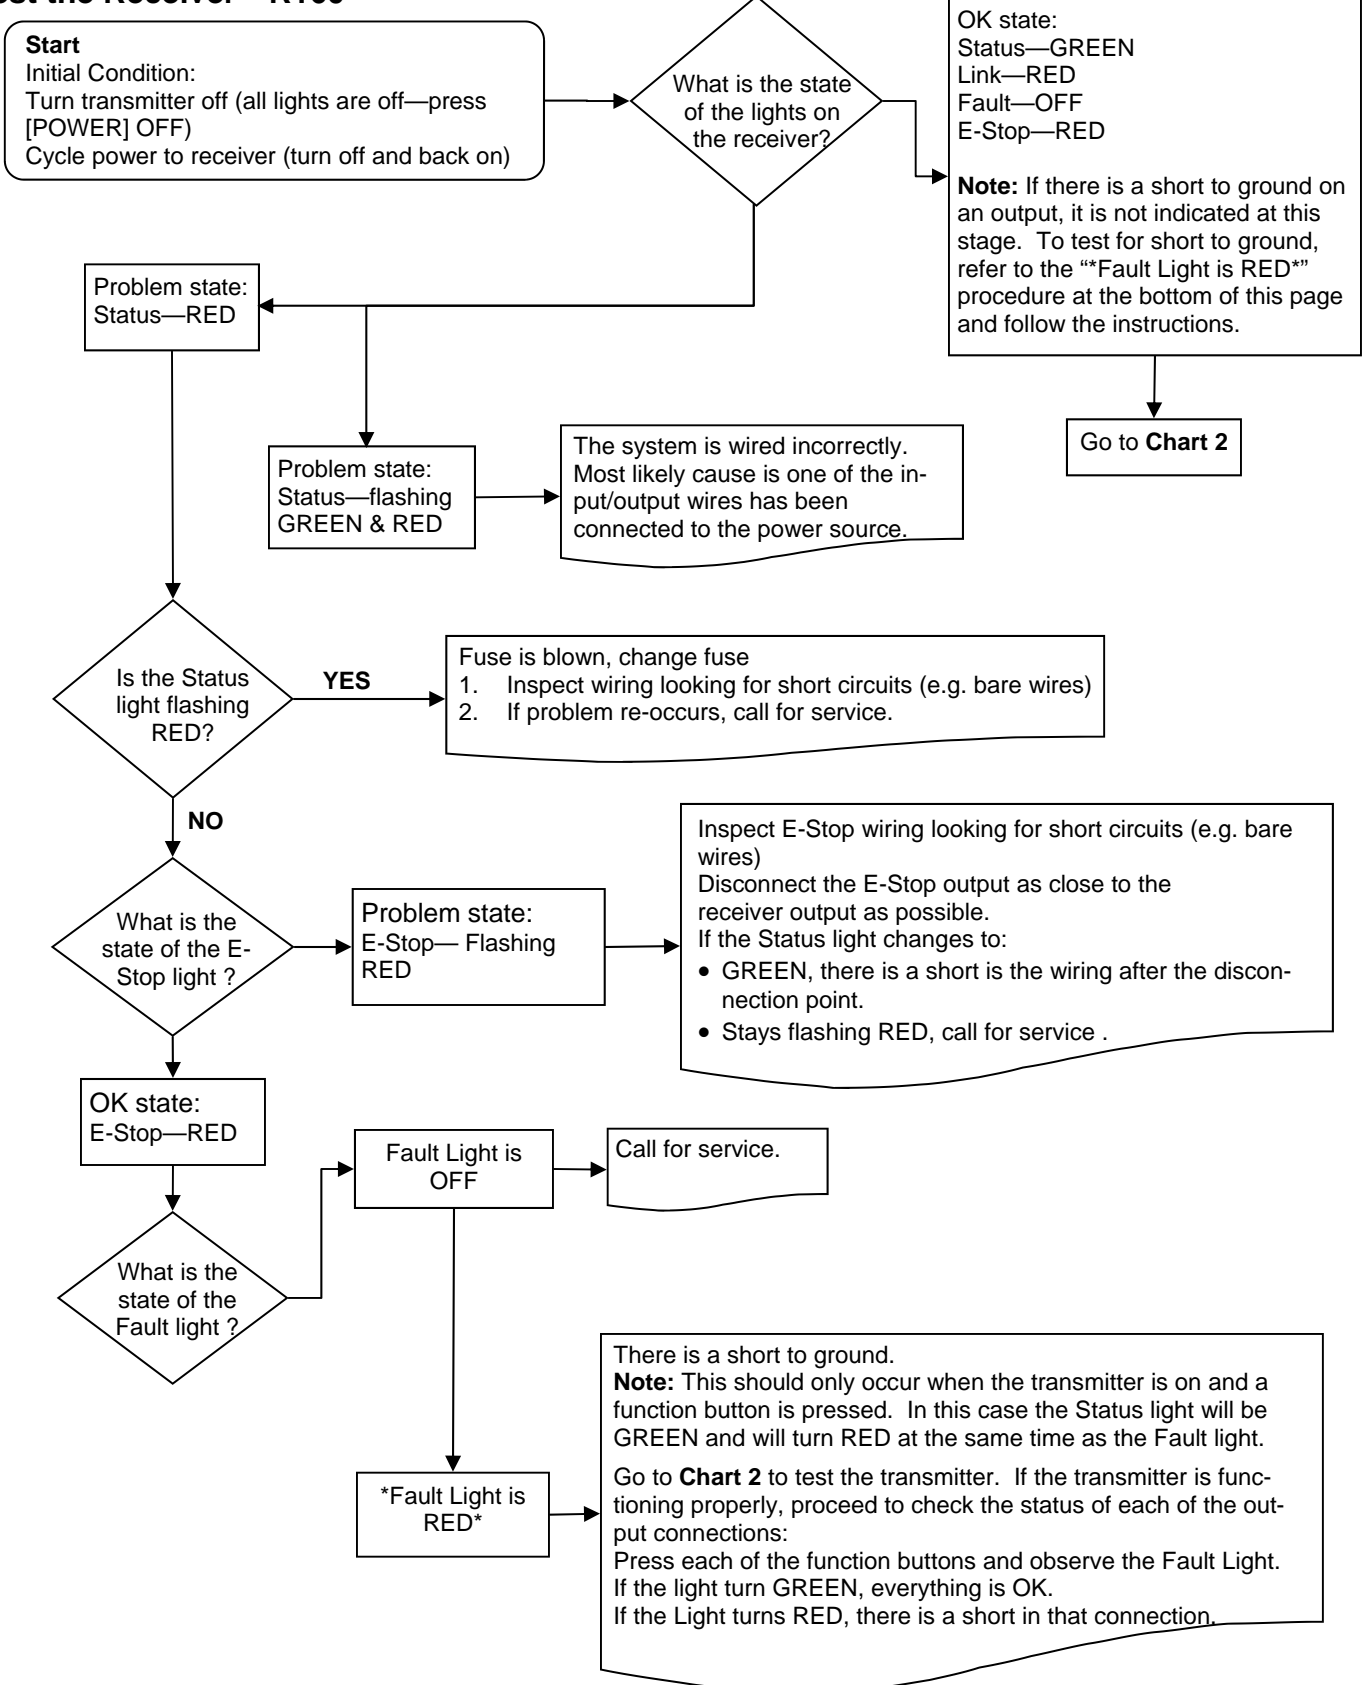 Start
Initial Condition:
Turn transmitter off (all lights are off—press
[POWER] OFF)
Cycle power to receiver (turn off and back on)
What is the state
of the lights on
the receiver?
OK state:
Status—GREEN
Link—RED
Fault—OFF
E-Stop—RED
Note: If there is a short to ground on
an output, it is not indicated at this
stage. To test for short to ground,
refer to the “*Fault Light is RED*”
procedure at the bottom of this page
and follow the instructions.
Go to Chart 2
Problem state:
Status—RED
Problem state:
Status—flashing
GREEN & RED
The system is wired incorrectly.
Most likely cause is one of the in-
put/output wires has been
connected to the power source.
Is the Status
light flashing
RED?
YES
Fuse is blown, change fuse
1. Inspect wiring looking for short circuits (e.g. bare wires)
2. If problem re-occurs, call for service.
NO
What is the
state of the E-
Stop light ?
Problem state:
E-Stop— Flashing
RED
Inspect E-Stop wiring looking for short circuits (e.g. bare
wires)
Disconnect the E-Stop output as close to the
receiver output as possible.
If the Status light changes to:
• GREEN, there is a short is the wiring after the discon-
nection point.
• Stays flashing RED, call for service .
OK state:
E-Stop—RED
What is the
state of the
Fault light ?
Fault Light is
OFF
Call for service.
*Fault Light is
RED*
There is a short to ground.
Note: This should only occur when the transmitter is on and a
function button is pressed. In this case the Status light will be
GREEN and will turn RED at the same time as the Fault light.
Go to Chart 2 to test the transmitter. If the transmitter is func-
tioning properly, proceed to check the status of each of the out-
put connections:
Press each of the function buttons and observe the Fault Light.
If the light turn GREEN, everything is OK.
If the Light turns RED, there is a short in that connection.